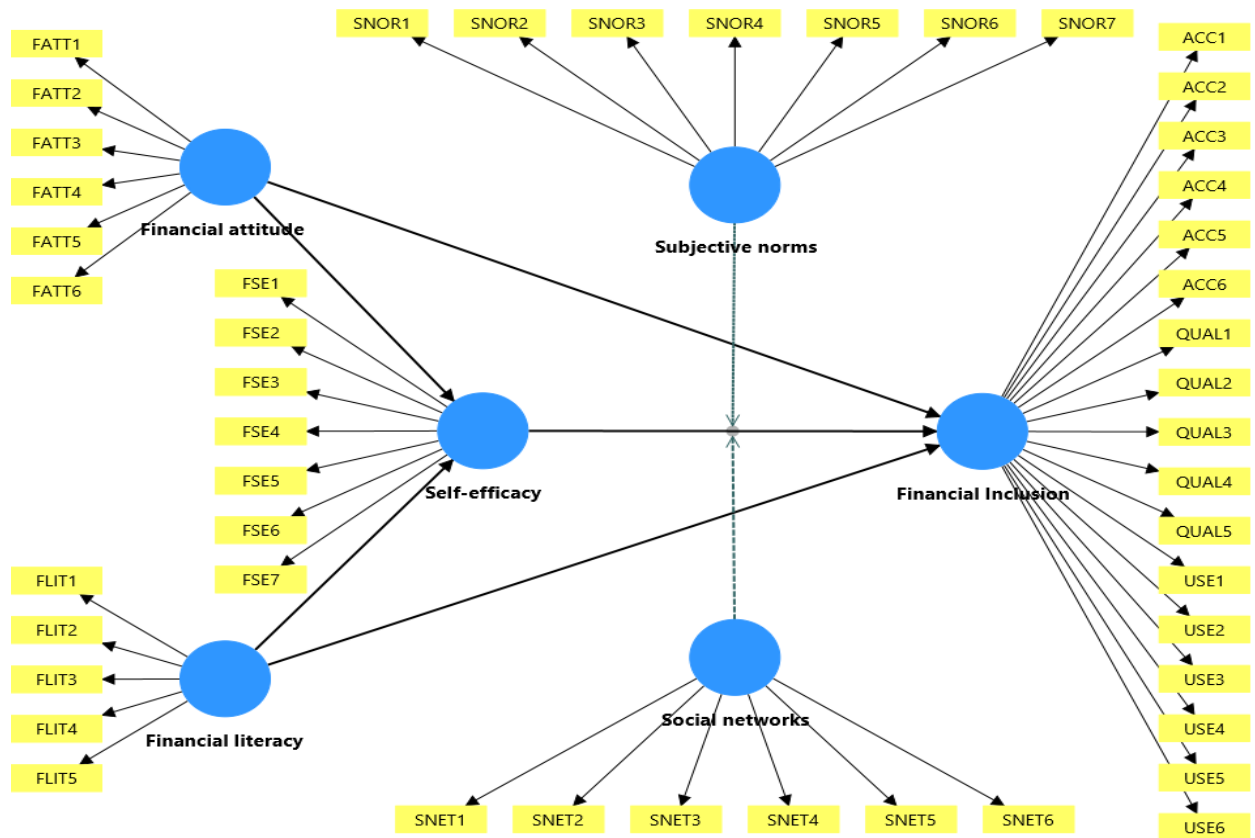 SNOR1
SNOR2
SNOR3
SNOR4
SNOR5
SNOR6
SNOR7
FATT1
FATT2
FATT3
FATT4
FATT5
FATT6
Financial attitude
Subjective norms
FSE1
FSE2
FSE3
FSE4
FSE5
FSE6
FSE7
Self-efficacy
Financial Inclusion
ACC1
ACC2
ACC3
ACC4
ACC5
ACC6
QUAL1
QUAL2
QUAL3
QUAL4
QUAL5
USE1
USE2
USE3
USE4
USE5
USE6
FLIT1
FLIT2
FLIT3
FLIT4
FLIT5
Financial literacy
Social networks
SNET1
SNET2
SNET3
SNET4
SNET5
SNET6